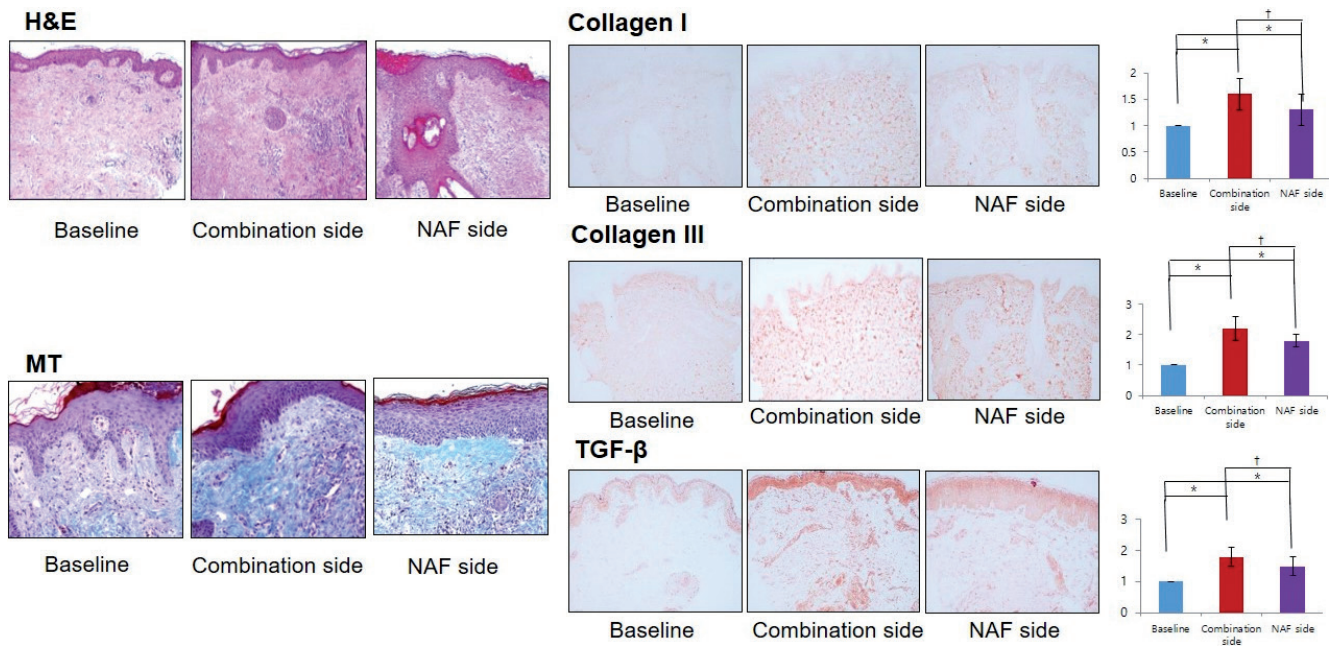 H&E
Baseline
Combination side
NAF side
MT
Baseline
Combination side
NAF side
Collagen I
Baseline
Combination side
NAF side
†
*
*
2
1.5
1
0.5
0
Baseline
Combination
side
NAF side
Collagen III
Baseline
Combination side
NAF side
†
*
*
3
2
1
0
Baseline
Combination
side
NAF side
TGF-β
Baseline
Combination side
NAF side
†
*
*
3
2
1
0
Baseline
Combination
side
NAF side